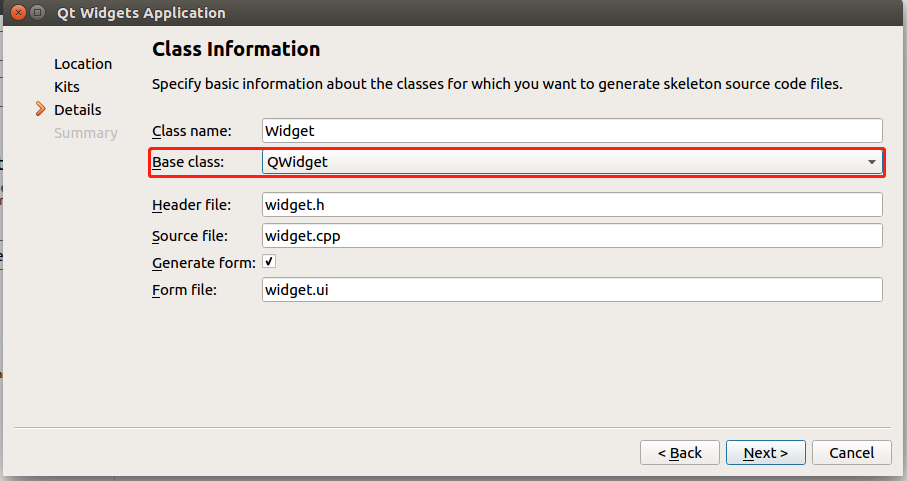 Qt Widgets Application
Location
Kits
Details
Summary
Class Information
Specify basic information about the classes for which you want to generate skeleton source code files.
Class name: Widget
Base class: QWidget
Header file: widget.h
Source file: widget.cpp
Generate form:
Form file: widget.ui
< Back Next > Cancel